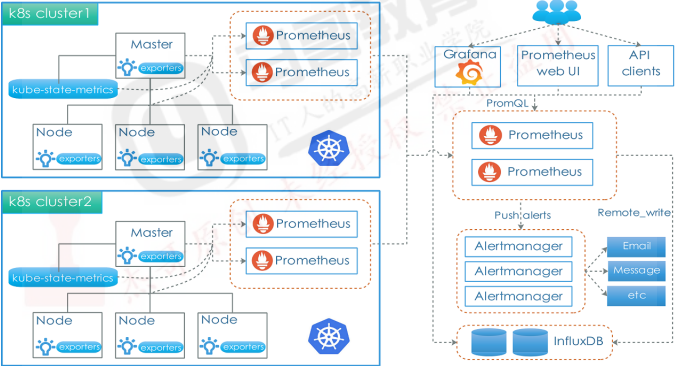 k8s cluster1
Master
exporters
kube-state-metrics
Node
exporters
Node
exporters
Node
exporters
Prometheus
Prometheus
k8s cluster2
Master
exporters
kube-state-metrics
Node
exporters
Node
exporters
Node
exporters
Prometheus
Prometheus
Grafana
Prometheus
web UI
API
clients
PromQL
Prometheus
Prometheus
Push alerts
Remote_write
Alertmanager
Alertmanager
Alertmanager
Email
Message
etc
InfluxDB